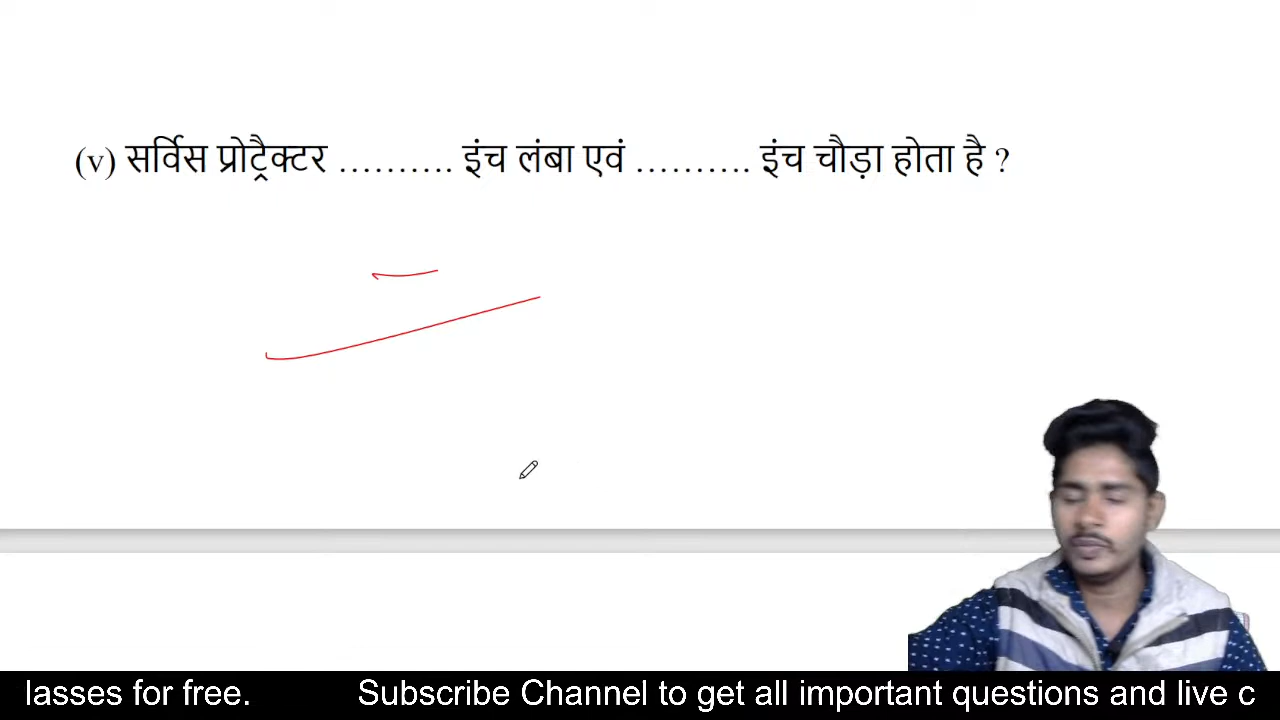 (v) सर्विस प्रोट्रैक्टर ………. इंच लंबा एवं ………. इंच चौड़ा होता है ?
lasses for free. Subscribe Channel to get all important questions and live c